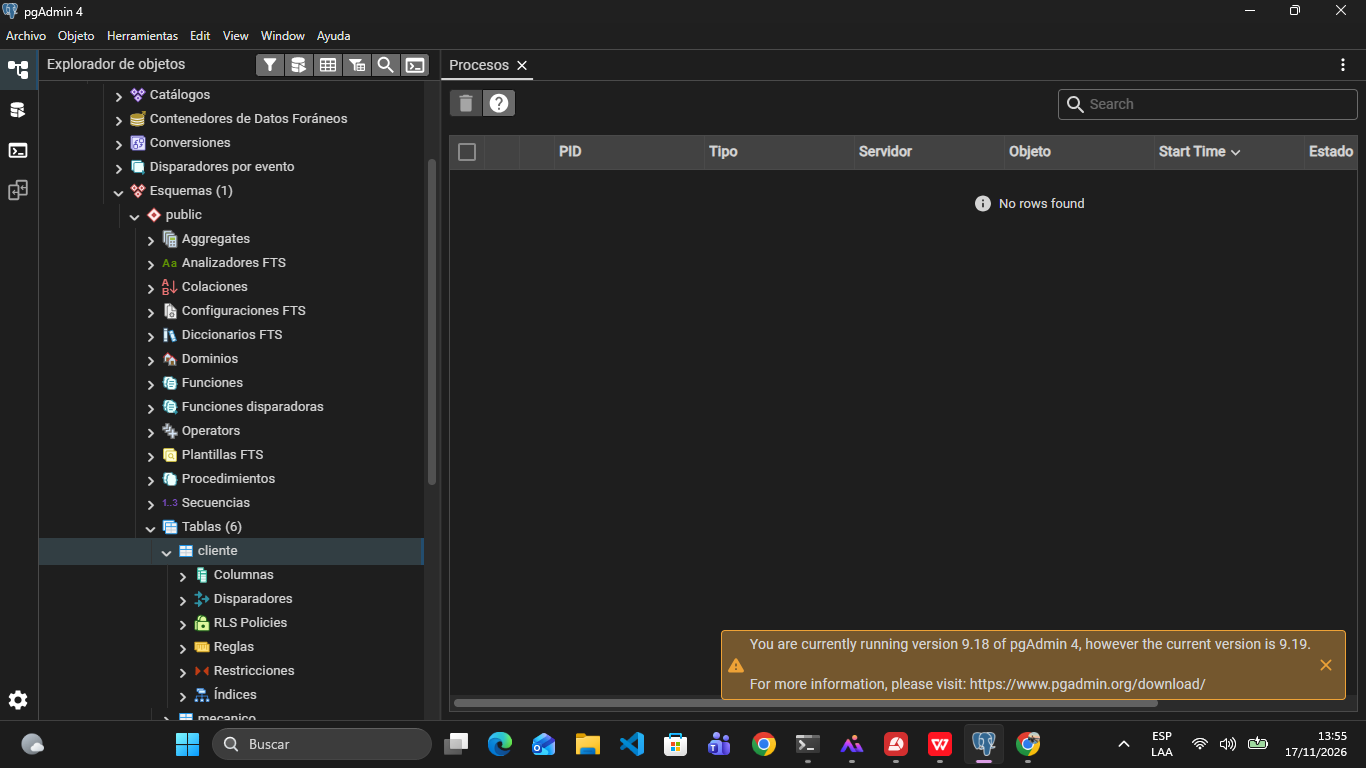 pgAdmin 4
Archivo Objeto Herramientas Edit View Window Ayuda
Explorador de objetos
Catálogos
Contenedores de Datos Foráneos
Conversiones
Disparadores por evento
Esquemas (1)
public
Aggregates
Aa Analizadores FTS
Colaciones
Configuraciones FTS
Diccionarios FTS
Dominios
Funciones
Funciones disparadoras
Operators
Plantillas FTS
Procedimientos
1..3 Secuencias
Tablas (6)
cliente
Columnas
Disparadores
RLS Policies
Reglas
Restricciones
Índices
mecanico
Procesos
Search
PID Tipo Servidor Objeto Start Time Estado
No rows found
You are currently running version 9.18 of pgAdmin 4, however the current version is 9.19.
For more information, please visit: https://www.pgadmin.org/download/
Buscar
ESP
LAA
13:55
17/11/2026